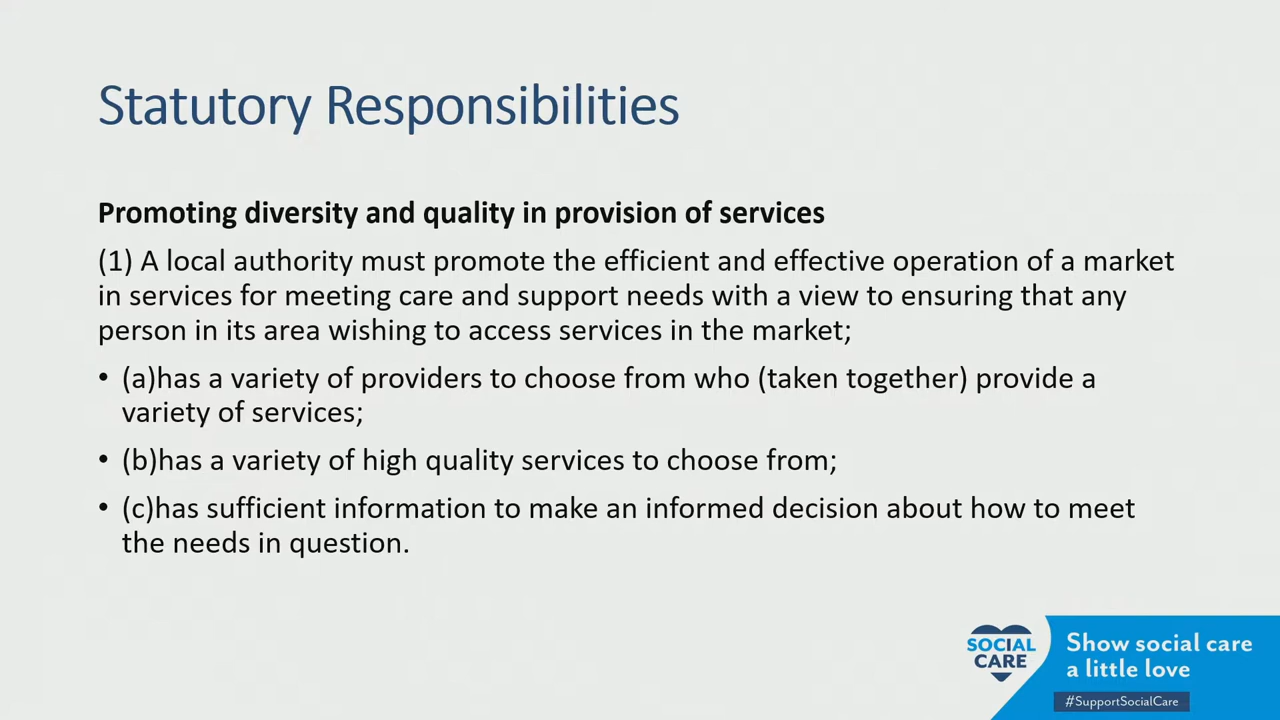 Statutory Responsibilities
Promoting diversity and quality in provision of services
(1) A local authority must promote the efficient and effective operation of a market
in services for meeting care and support needs with a view to ensuring that any
person in its area wishing to access services in the market;
• (a)has a variety of providers to choose from who (taken together) provide a
variety of services;
• (b)has a variety of high quality services to choose from;
• (c)has sufficient information to make an informed decision about how to meet
the needs in question.
SOCIAL
CARE
Show social care
a little love
#SupportSocialCare